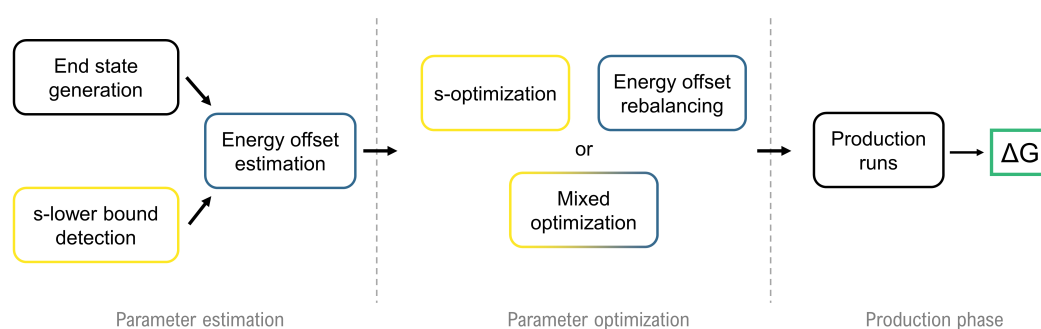 End state
generation
s-lower bound
detection
Energy offset
estimation
s-optimization
Energy offset
rebalancing
or
Mixed
optimization
Production
runs
ΔG
Parameter estimation
Parameter optimization
Production phase